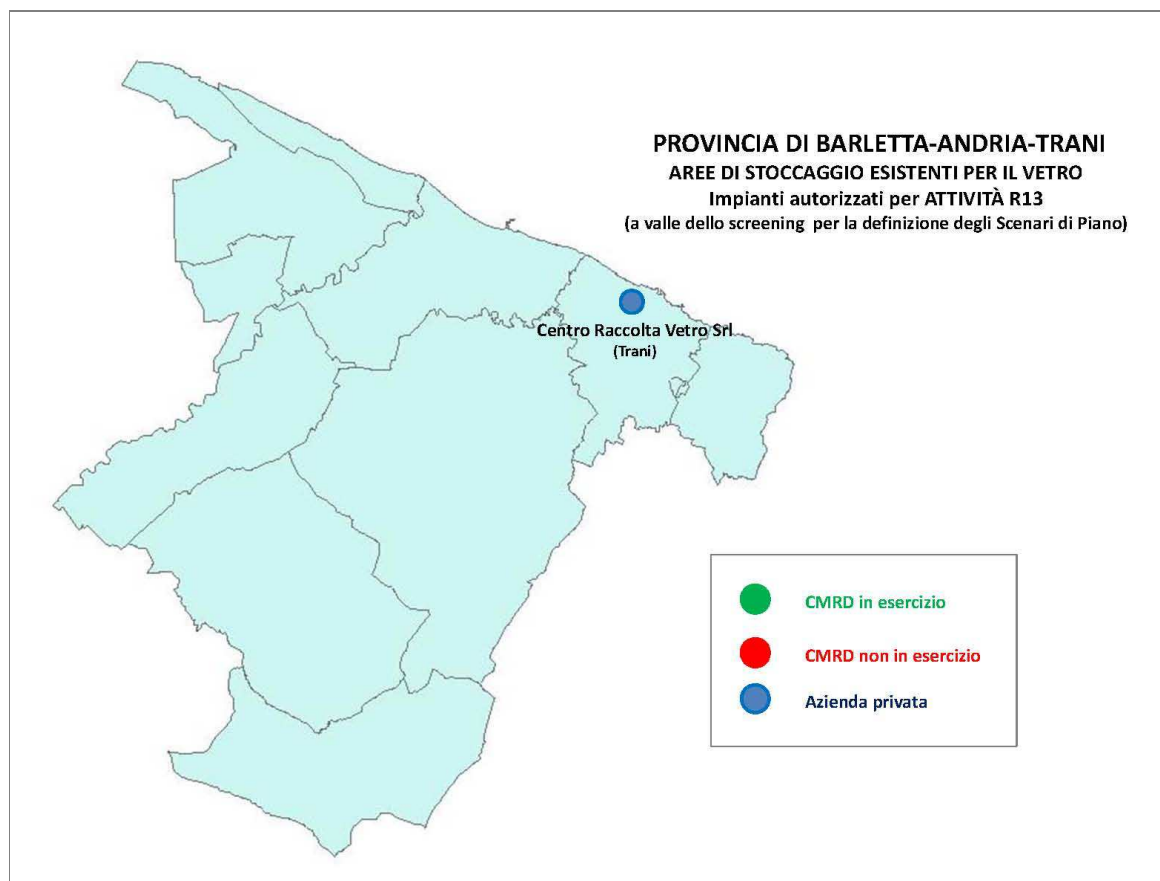 PROVINCIA DI BARLETTA-ANDRIA-TRANI
AREE DI STOCCAGGIO ESISTENTI PER IL VETRO
Impianti autorizzati per ATTIVITÀ R13
(a valle dello screening per la definizione degli Scenari di Piano)
Centro Raccolta Vetro Srl
(Trani)
CMRD in esercizio
CMRD non in esercizio
Azienda privata